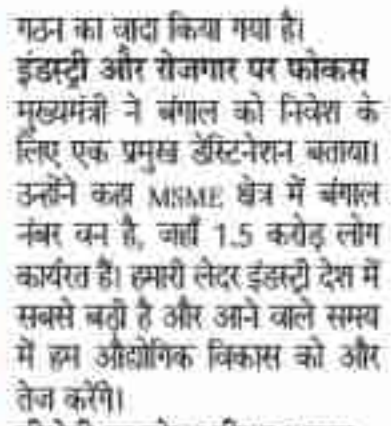 गठन का वादा किया गया है।
इंडस्ट्री और रोजगार पर फोकस
मुख्यमंत्री ने बंगाल को निवेश के
लिए एक प्रमुख डेस्टिनेशन बताया।
उन्होंने कहा MSME क्षेत्र में बंगाल
नंबर वन है, जहाँ 1.5 करोड़ लोग
कार्यरत हैं। हमारी लेदर इंडस्ट्री देश में
सबसे बड़ी है और आने वाले समय
में हम औद्योगिक विकास को और
तेज करेंगे।